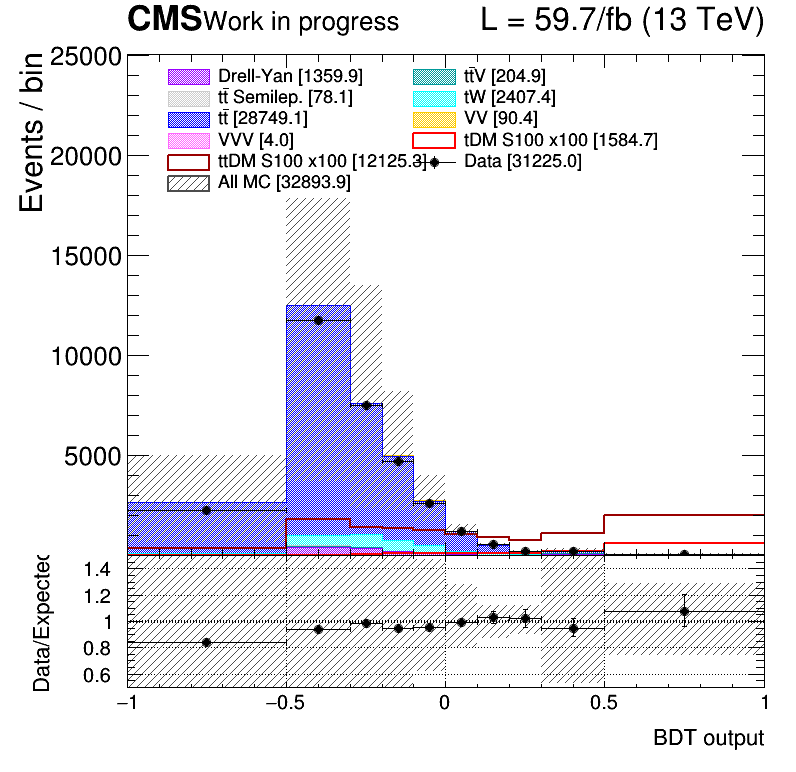 CMS Work in progress L = 59.7/fb (13 TeV)
Events / bin
25000
20000
15000
10000
5000
Drell-Yan [1359.9] tt̄V [204.9]
tt̄ Semilep. [78.1] tW [2407.4]
tt̄ [28749.1] VV [90.4]
VVV [4.0] tDM S100 x100 [1584.7]
ttDM S100 x100 [12125.3] Data [31225.0]
All MC [32893.9]
Data/Expected
1.4
1.2
1
0.8
0.6
−1 −0.5 0 0.5 1
BDT output